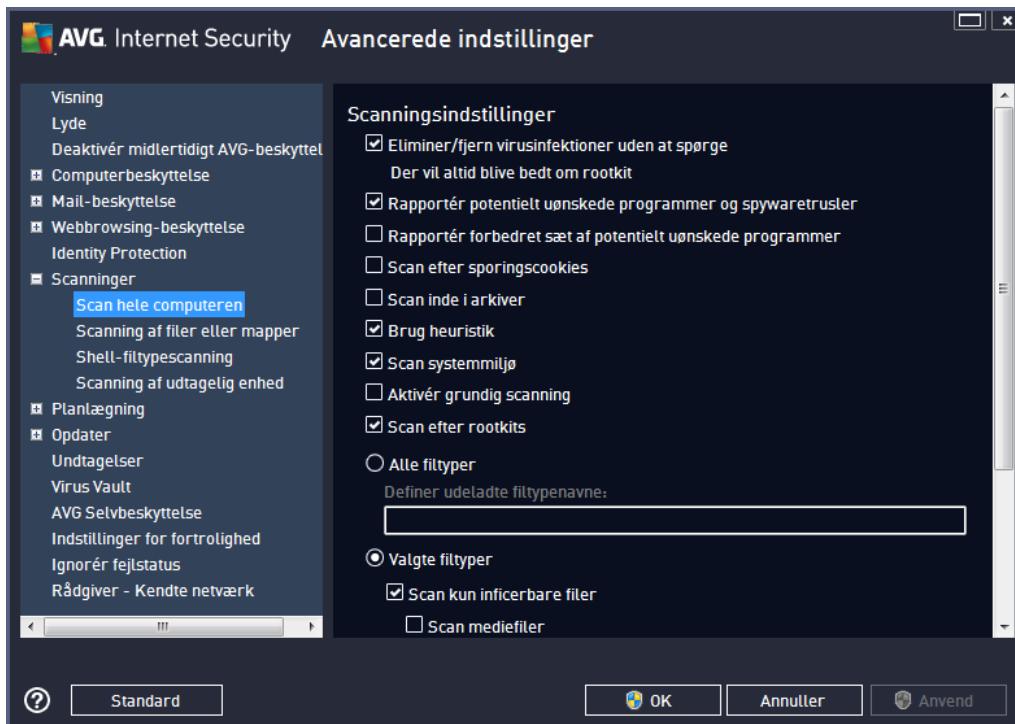 AVG. Internet Security
Avancerede indstillinger
Visning
Lyde
Deaktivér midlertidigt AVG-beskyttel
Computerbeskyttelse
Mail-beskyttelse
Webbrowsing-beskyttelse
Identity Protection
Scanninger
Scan hele computeren
Scanning af filer eller mapper
Shell-filtypescanning
Scanning af udtagelig enhed
Planlægning
Opdater
Undtagelser
Virus Vault
AVG Selvbeskyttelse
Indstillinger for fortrolighed
Ignorér fejlstatus
Rådgiver - Kendte netværk
Scanningsindstillinger
Eliminer/fjern virusinfektioner uden at spørge
Der vil altid blive bedt om rootkit
Rapportér potentielt uønskede programmer og spywaretrusler
Rapportér forbedret sæt af potentielt uønskede programmer
Scan efter sporingscookies
Scan inde i arkiver
Brug heuristik
Scan systemmiljø
Aktivér grundig scanning
Scan efter rootkits
Alle filtyper
Definer udeladte filtypenavne:
Valgte filtyper
Scan kun inficerbare filer
Scan mediefiler
Standard
OK
Annuller
Anvend